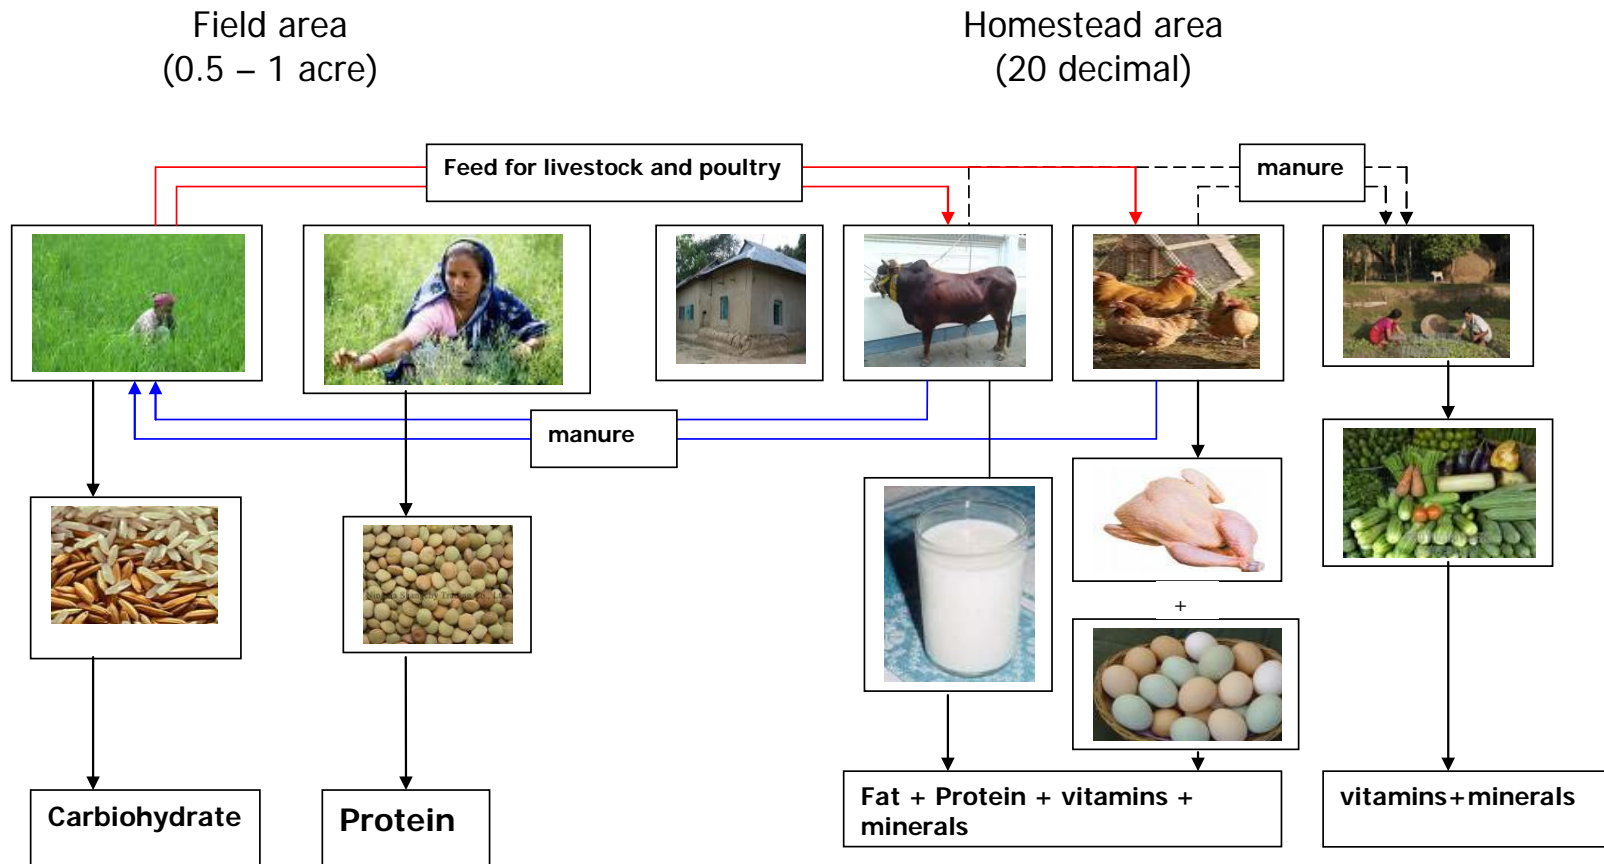 Field area
(0.5 – 1 acre)
Homestead area
(20 decimal)
Feed for livestock and poultry
manure
manure
+
Carbiohydrate
Protein
Fat + Protein + vitamins +
minerals
vitamins+minerals